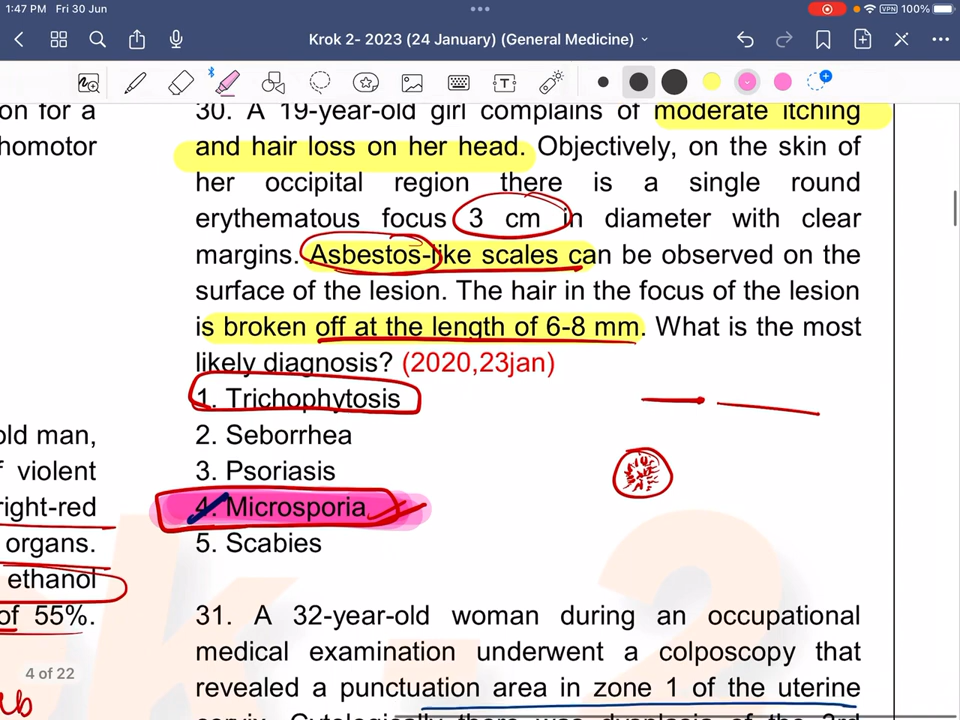 1:47 PM Fri 30 Jun
VPN 100%
Krok 2- 2023 (24 January) (General Medicine)
on for a
homotor
old man,
violent
right-red
organs.
ethanol
of 55%.
4 of 22
30. A 19-year-old girl complains of moderate itching
and hair loss on her head. Objectively, on the skin of
her occipital region there is a single round
erythematous focus 3 cm in diameter with clear
margins. Asbestos-like scales can be observed on the
surface of the lesion. The hair in the focus of the lesion
is broken off at the length of 6-8 mm. What is the most
likely diagnosis? (2020,23jan)
1. Trichophytosis
2. Seborrhea
3. Psoriasis
4. Microsporia
5. Scabies
31. A 32-year-old woman during an occupational
medical examination underwent a colposcopy that
revealed a punctuation area in zone 1 of the uterine